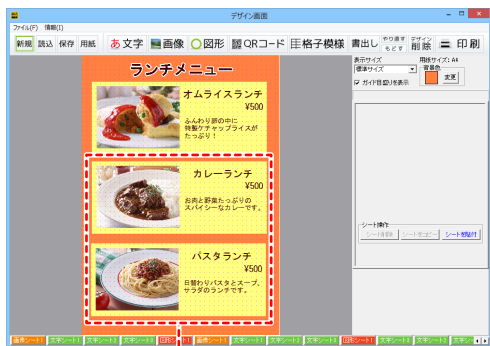 デザイン画面
ファイル(F) 情報(I)
新規 読込 保存 用紙 あ文字 画像 図形 QRコード 格子模様 書出し やり直す もどす デザイン削除 印刷
表示サイズ 用紙サイズ: A4
標準サイズ 背景色
ガイド目盛りを表示 変更
ランチメニュー
オムライスランチ
¥500
ふんわり卵の中に
特製ケチャップライスが
たっぷり！
カレーランチ
¥500
お肉と野菜たっぷりの
スパイシーなカレーです。
パスタランチ
¥500
日替わりパスタとスープ、
サラダのランチです。
シート操作
シート削除 シートをコピー シートを貼付
画像シート1 文字シート1 文字シート2 文字シート3 図形シート1 画像シート1 文字シート1 文字シート2 文字シート3 図形シート1 文字シート1 文字シート2 文字シート3